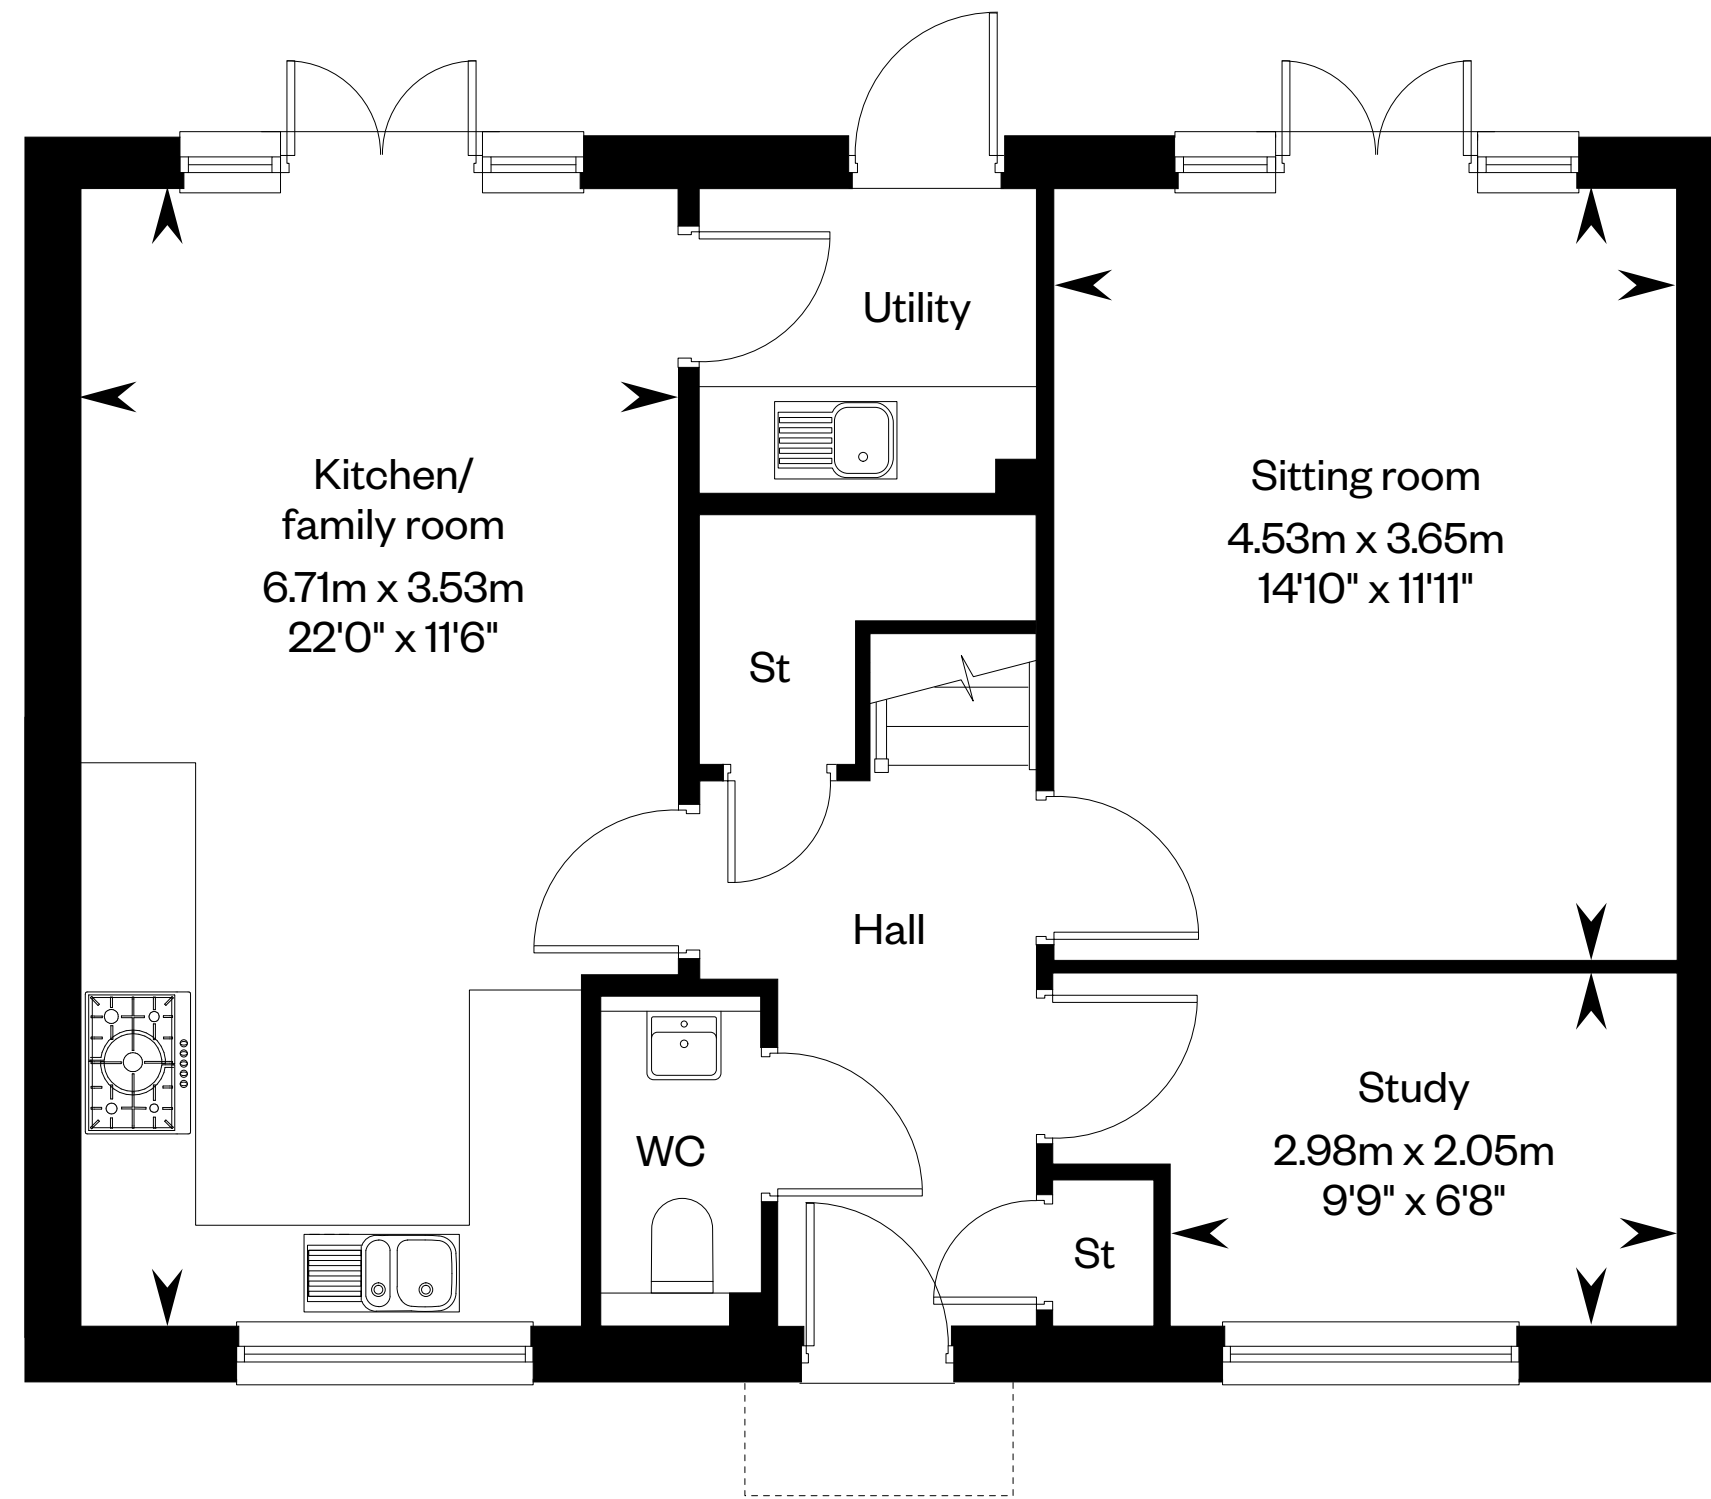 Utility
Kitchen/
family room
6.71m x 3.53m
22'0" x 11'6"
Sitting room
4.53m x 3.65m
14'10" x 11'11"
St
Hall
WC
Study
2.98m x 2.05m
9'9" x 6'8"
St